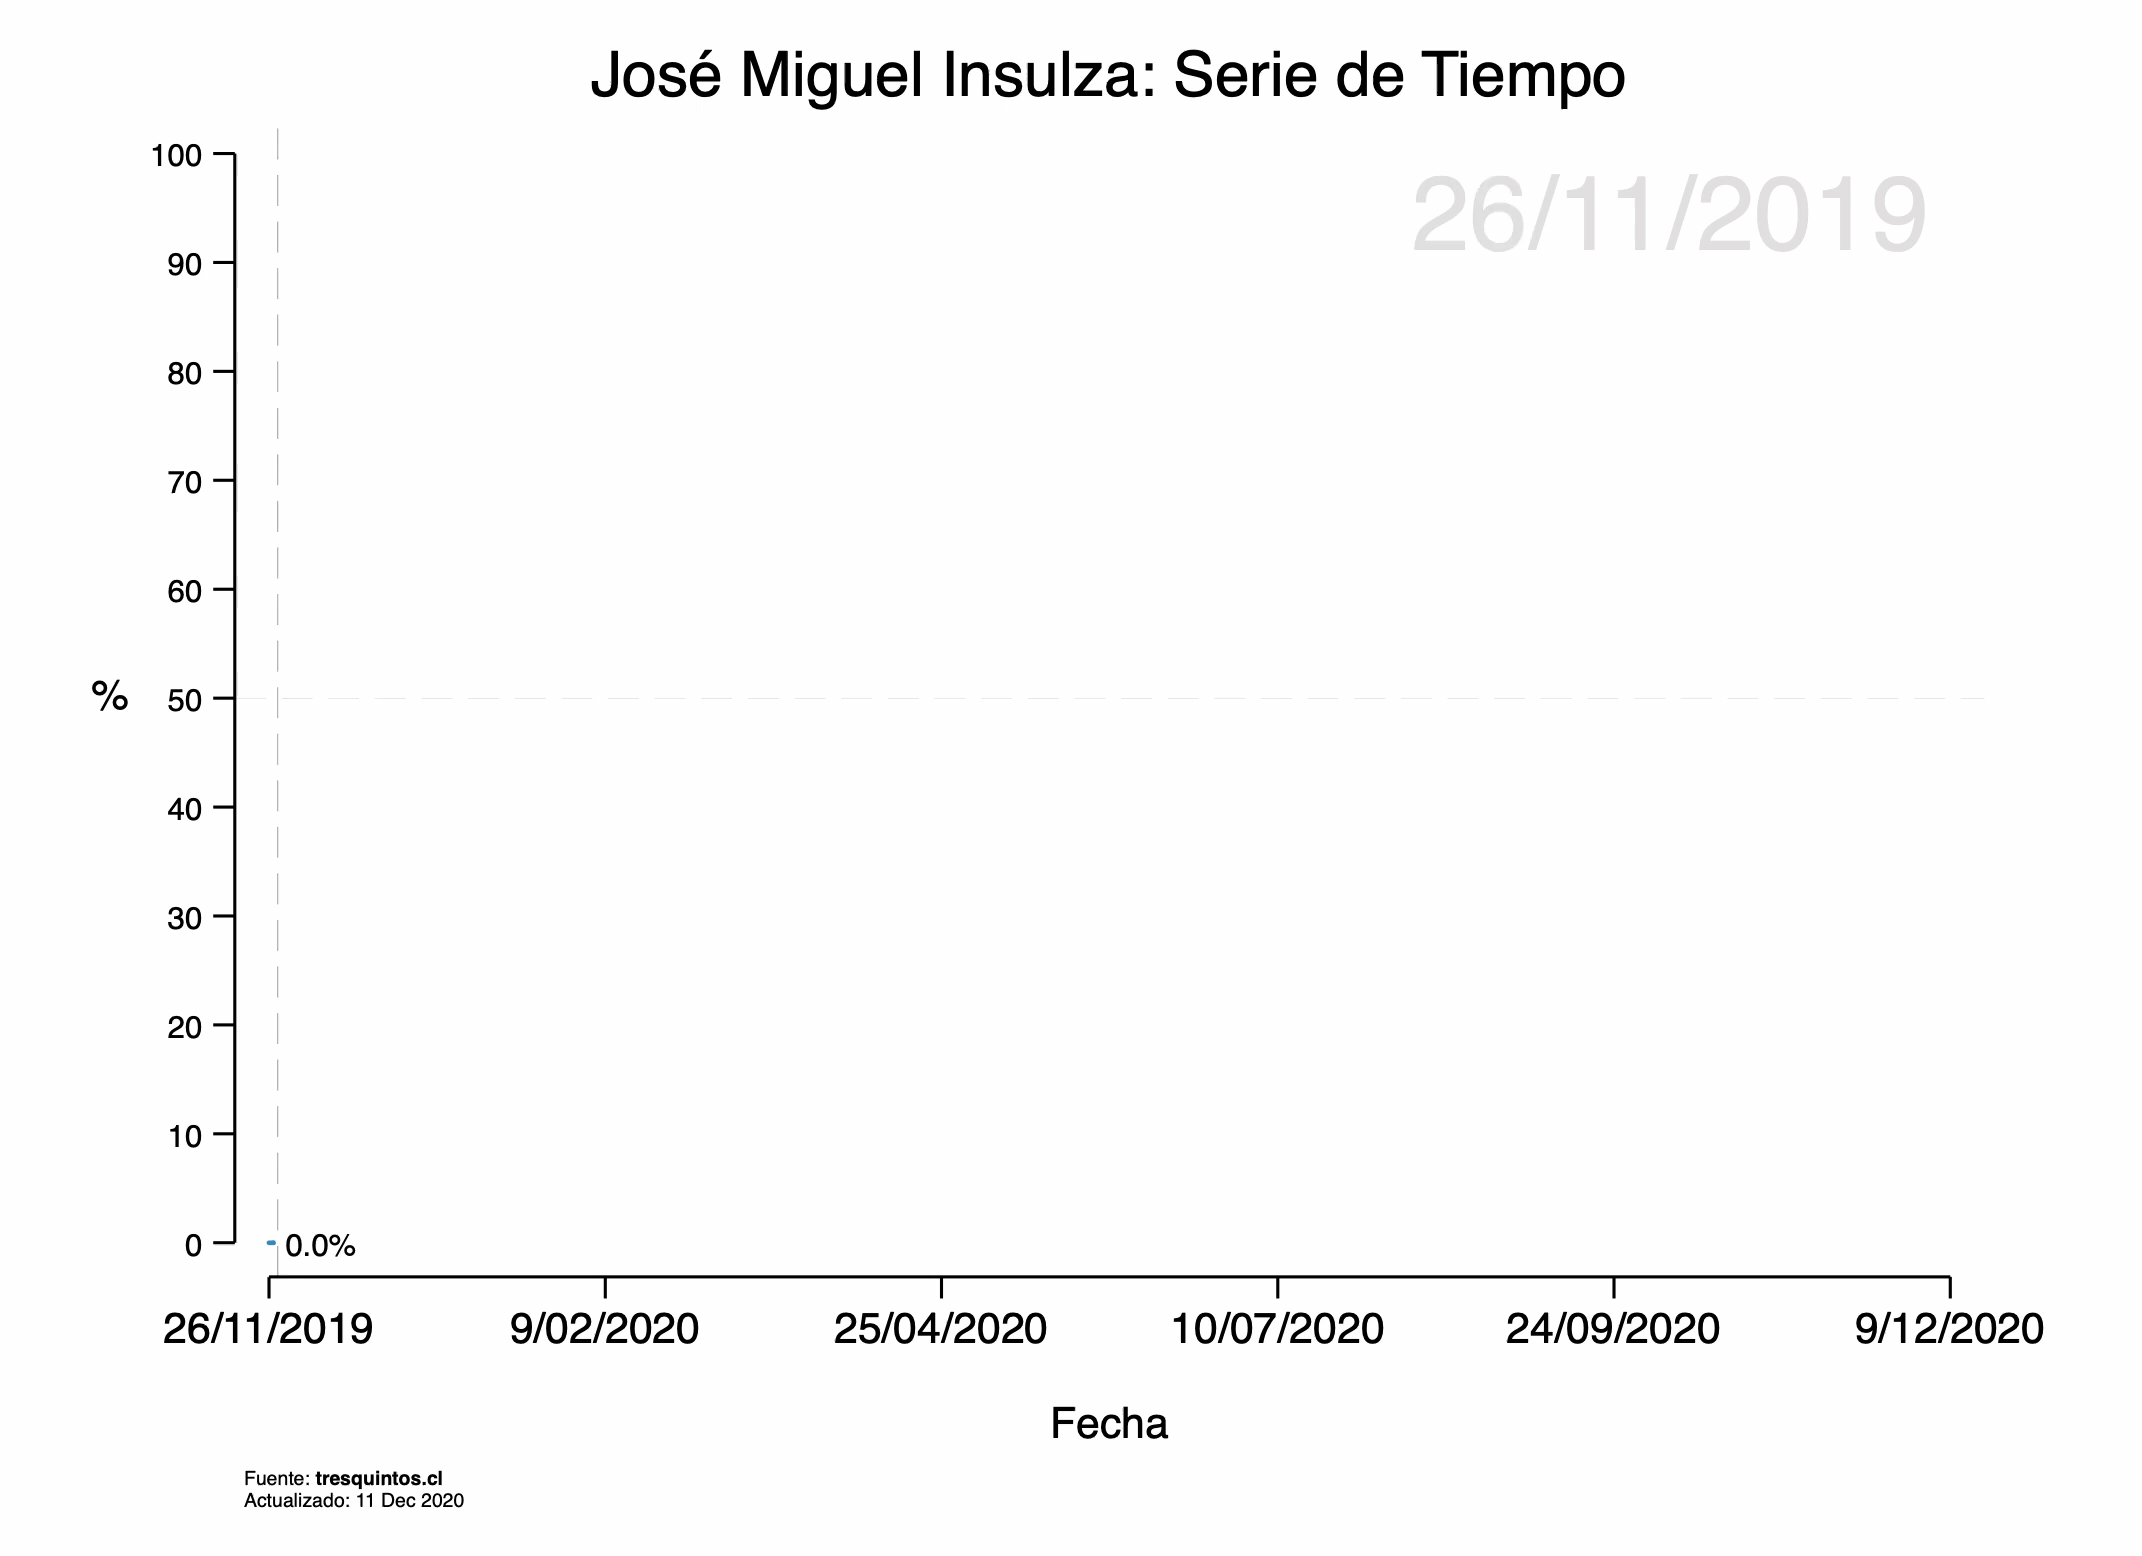 José Miguel Insulza: Serie de Tiempo
26/11/2019
100
90
80
70
60
50
40
30
20
10
0
%
0.0%
26/11/2019 9/02/2020 25/04/2020 10/07/2020 24/09/2020 9/12/2020
Fecha
Fuente: tresquintos.cl
Actualizado: 11 Dec 2020